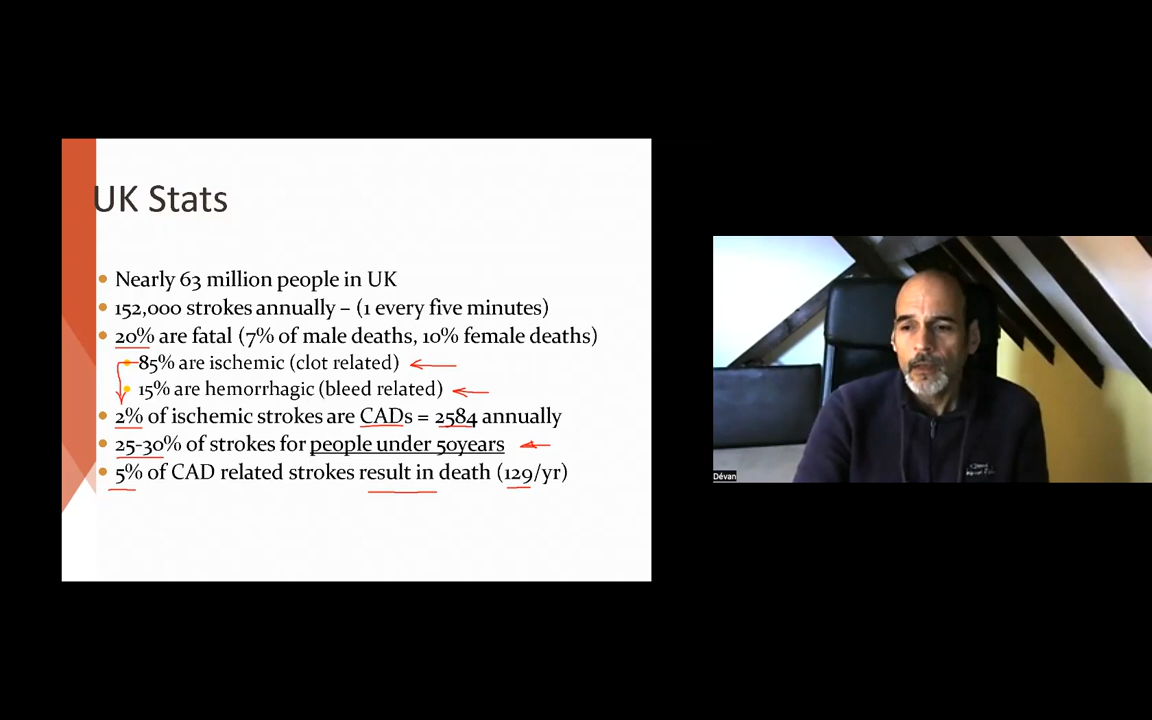 UK Stats
Nearly 63 million people in UK
152,000 strokes annually – (1 every five minutes)
20% are fatal (7% of male deaths, 10% female deaths)
85% are ischemic (clot related)
15% are hemorrhagic (bleed related)
2% of ischemic strokes are CADs = 2584 annually
25-30% of strokes for people under 50years
5% of CAD related strokes result in death (129/yr)
Dévan